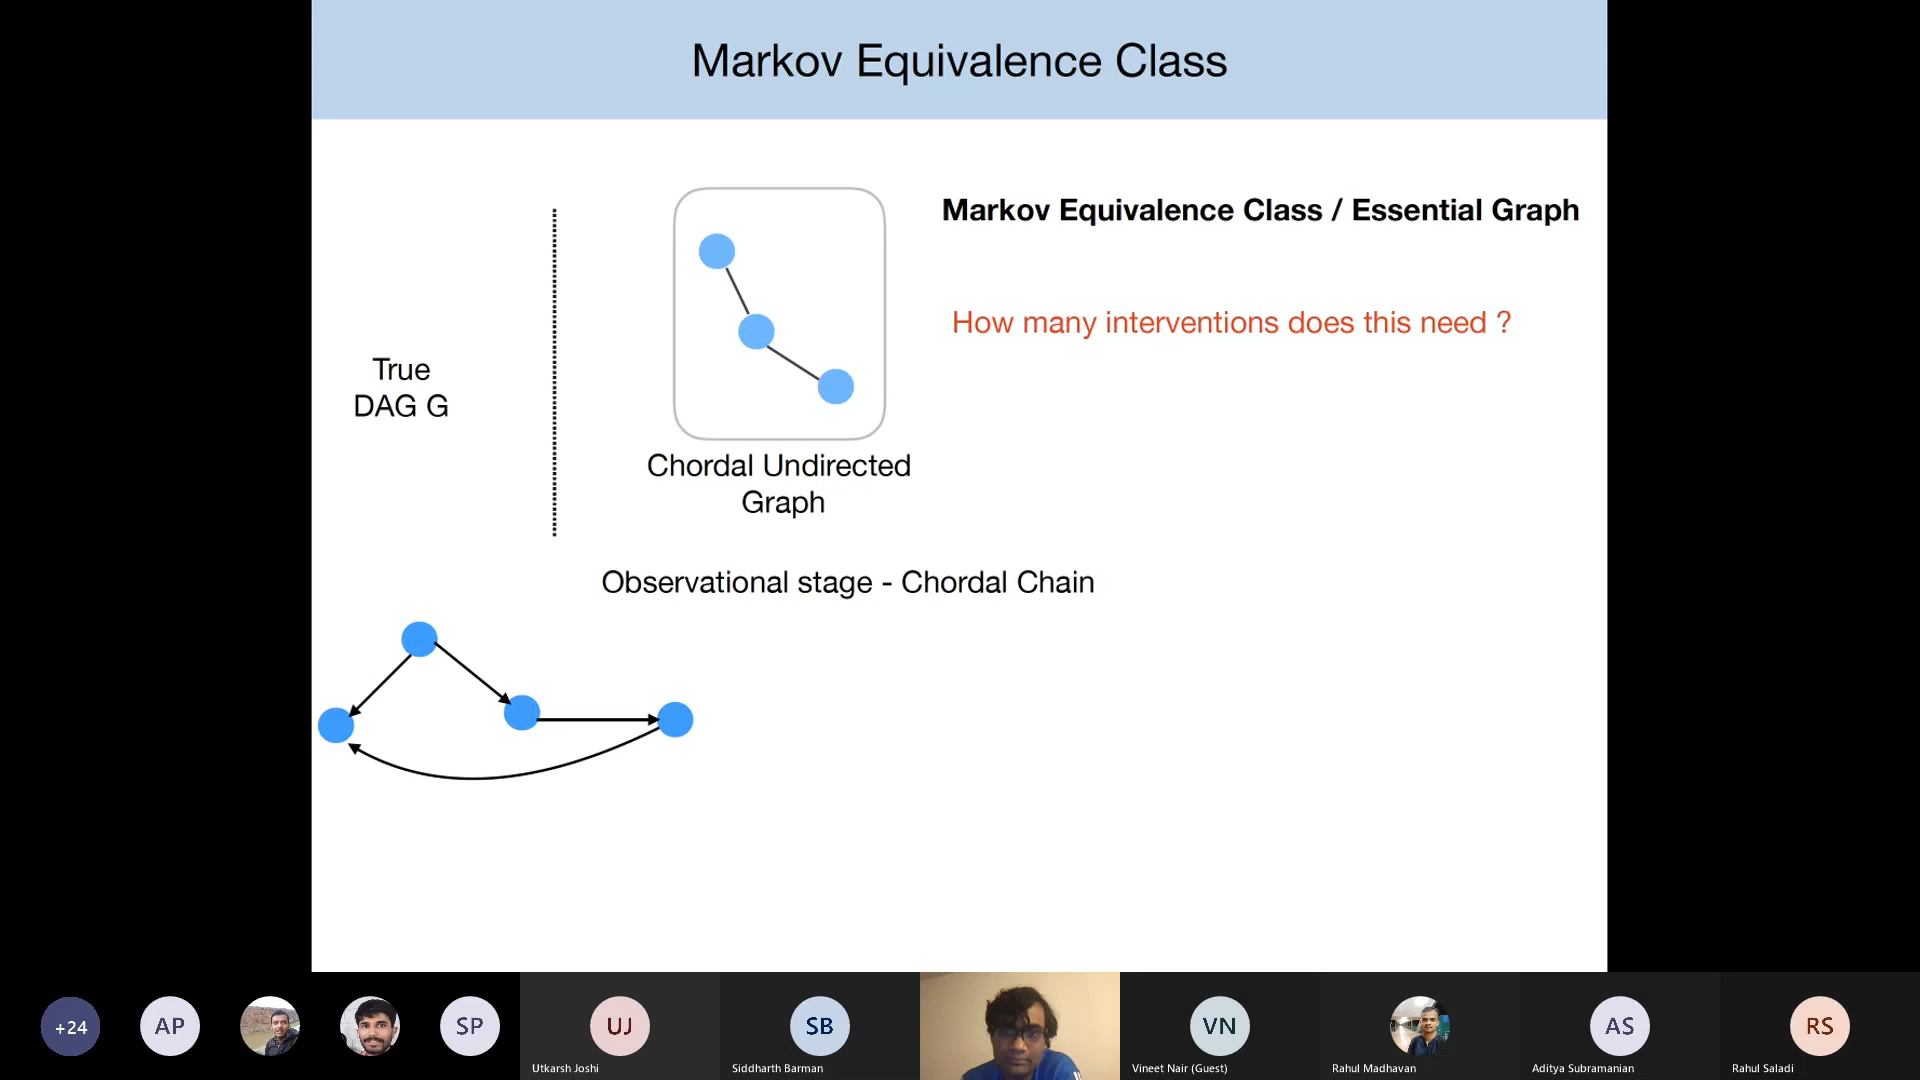 Markov Equivalence Class
Markov Equivalence Class / Essential Graph
How many interventions does this need ?
True
DAG G
Chordal Undirected
Graph
Observational stage - Chordal Chain
+24
AP
SP
UJ
Utkarsh Joshi
SB
Siddharth Barman
VN
Vineet Nair (Guest)
Rahul Madhavan
AS
Aditya Subramanian
RS
Rahul Saladi